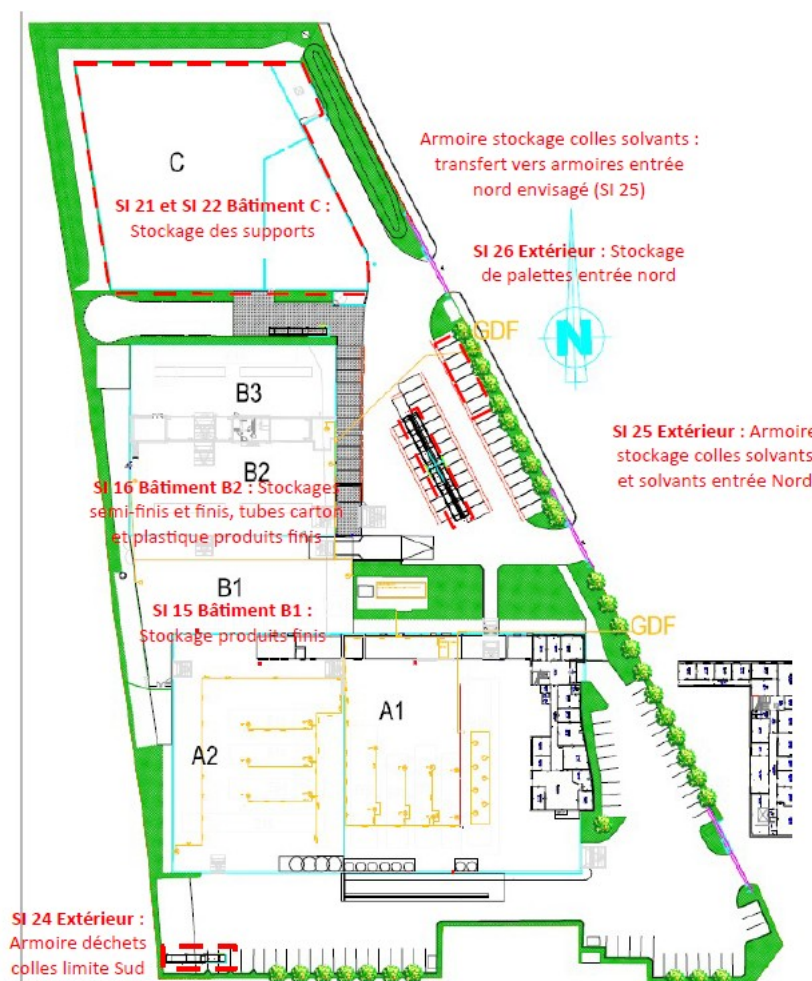 Armoire stockage colles solvants :
transfert vers armoires entrée
nord envisagé (SI 25)
C
SI 21 et SI 22 Bâtiment C :
Stockage des supports
SI 26 Extérieur : Stockage
de palettes entrée nord
GDF
N
B3
SI 25 Extérieur : Armoire
stockage colles solvants
et solvants entrée Nord
B2
SI 16 Bâtiment B2 : Stockages
semi-finis et finis, tubes carton
et plastique produits finis
B1
SI 15 Bâtiment B1 :
Stockage produits finis
GDF
A1
A2
SI 24 Extérieur :
Armoire déchets
colles limite Sud